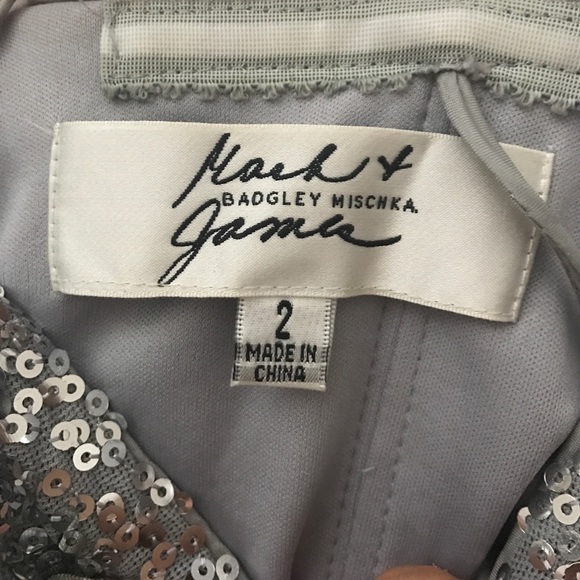 Mark &
BADGLEY MISCHKA
James
2
MADE IN
CHINA